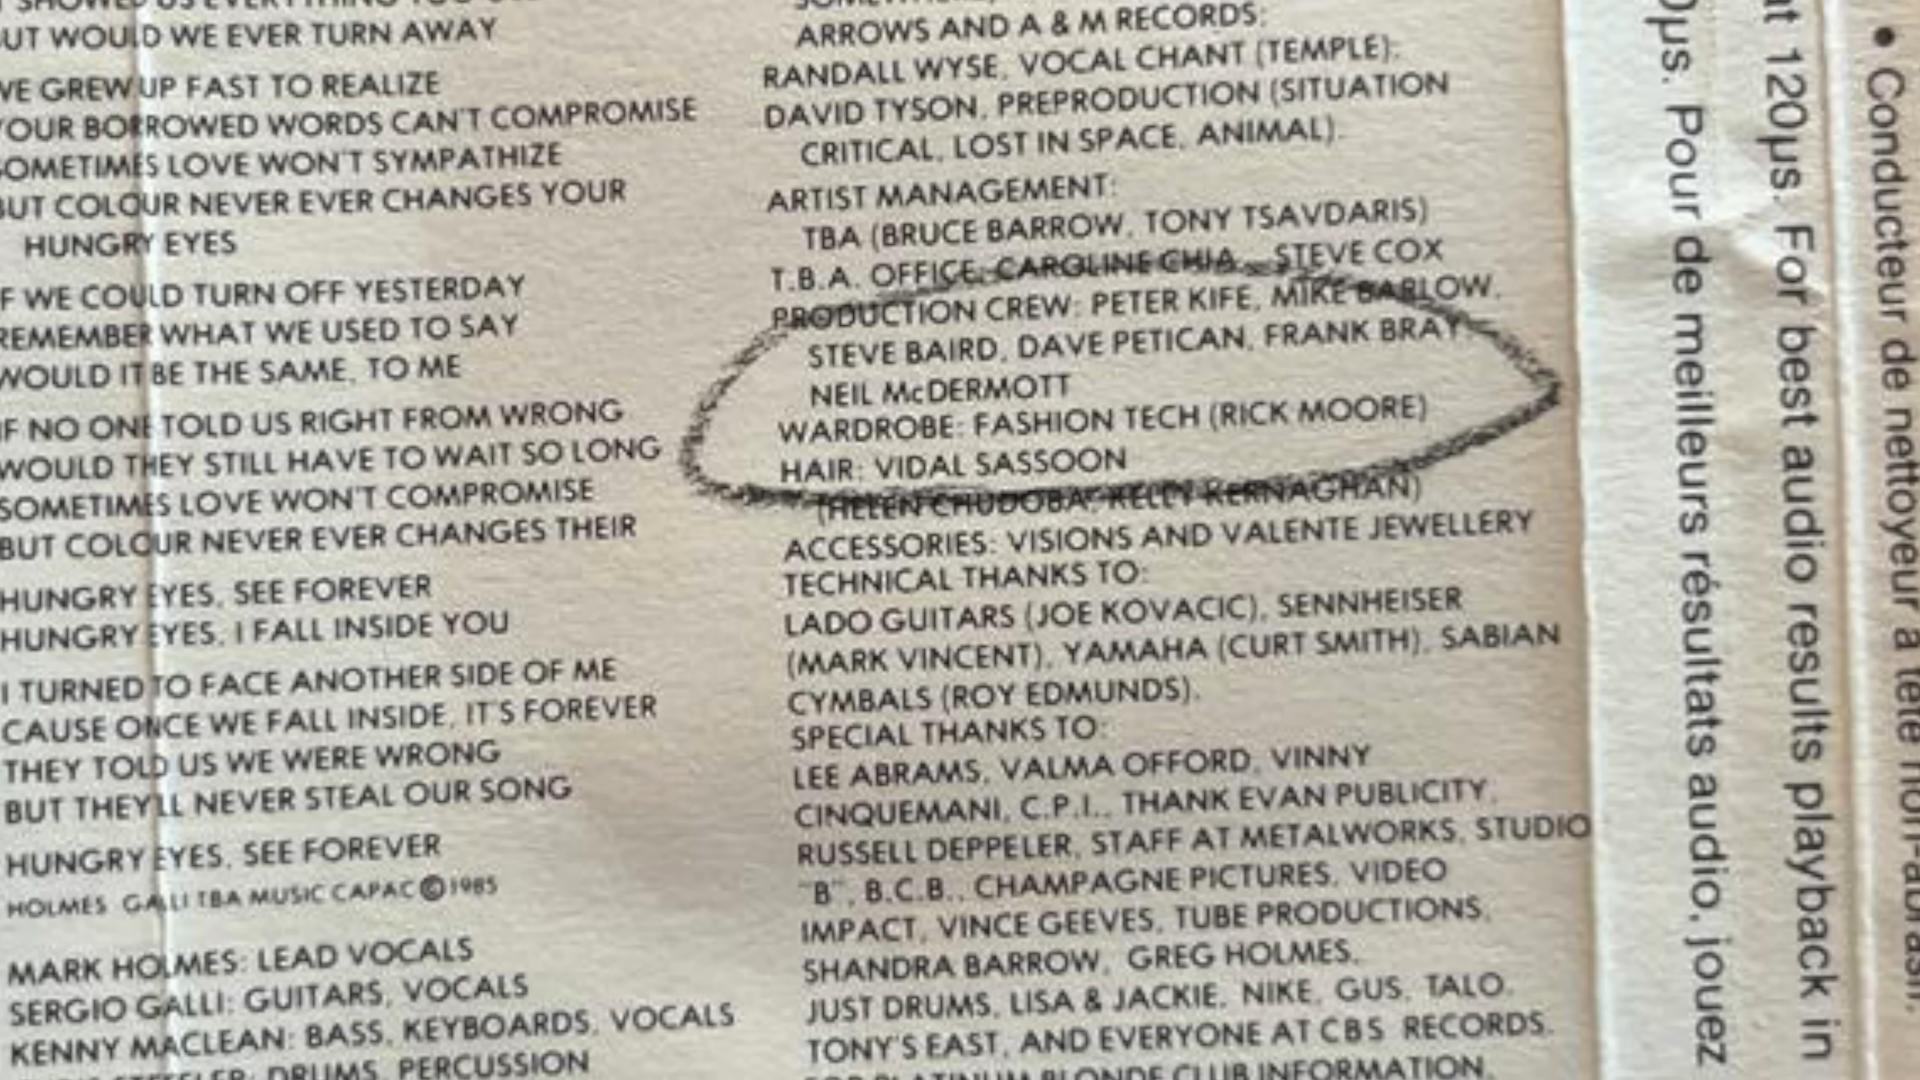 UT WOULD WE EVER TURN AWAY
WE GREW UP FAST TO REALIZE
YOUR BORROWED WORDS CAN'T COMPROMISE
SOMETIMES LOVE WON'T SYMPATHIZE
BUT COLOUR NEVER EVER CHANGES YOUR
HUNGRY EYES
F WE COULD TURN OFF YESTERDAY
REMEMBER WHAT WE USED TO SAY
WOULD IT BE THE SAME, TO ME
IF NO ONE TOLD US RIGHT FROM WRONG
WOULD THEY STILL HAVE TO WAIT SO LONG
SOMETIMES LOVE WON'T COMPROMISE
BUT COLOUR NEVER EVER CHANGES THEIR
HUNGRY EYES, SEE FOREVER
HUNGRY EYES, I FALL INSIDE YOU
I TURNED TO FACE ANOTHER SIDE OF ME
CAUSE ONCE WE FALL INSIDE, IT'S FOREVER
THEY TOLD US WE WERE WRONG
BUT THEY'LL NEVER STEAL OUR SONG
HUNGRY EYES, SEE FOREVER
HOLMES GALLI TBA MUSIC CAPAC © 1985
MARK HOLMES: LEAD VOCALS
SERGIO GALLI: GUITARS, VOCALS
KENNY MACLEAN: BASS, KEYBOARDS, VOCALS
DRUMS, PERCUSSION
ARROWS AND A & M RECORDS:
RANDALL WYSE, VOCAL CHANT (TEMPLE);
DAVID TYSON, PREPRODUCTION (SITUATION
CRITICAL, LOST IN SPACE, ANIMAL).
ARTIST MANAGEMENT:
TBA (BRUCE BARROW, TONY TSAVDARIS)
T.B.A. OFFICE: CAROLINE CHIA, STEVE COX
PRODUCTION CREW: PETER KIFE, MIKE BARLOW,
STEVE BAIRD, DAVE PETICAN, FRANK BRAY,
NEIL McDERMOTT
WARDROBE: FASHION TECH (RICK MOORE)
HAIR: VIDAL SASSOON
(HELEN CHUDOBA, KELLY KERNAGHAN)
ACCESSORIES: VISIONS AND VALENTE JEWELLERY
TECHNICAL THANKS TO:
LADO GUITARS (JOE KOVACIC), SENNHEISER
(MARK VINCENT), YAMAHA (CURT SMITH), SABIAN
CYMBALS (ROY EDMUNDS).
SPECIAL THANKS TO:
LEE ABRAMS, VALMA OFFORD, VINNY
CINQUEMANI, C.P.I., THANK EVAN PUBLICITY,
RUSSELL DEPPELER, STAFF AT METALWORKS, STUDIO
"B", B.C.B., CHAMPAGNE PICTURES, VIDEO
IMPACT, VINCE GEEVES, TUBE PRODUCTIONS,
SHANDRA BARROW, GREG HOLMES,
JUST DRUMS, LISA & JACKIE, NIKE, GUS, TALO,
TONY'S EAST, AND EVERYONE AT CBS RECORDS.
FOR PLATINUM BLONDE CLUB INFORMATION,
0µs. Pour de meilleurs résultats audio, jouez
at 120µs. For best audio results playback in
• Conducteur de nettoyeur à tête non-abrasif.